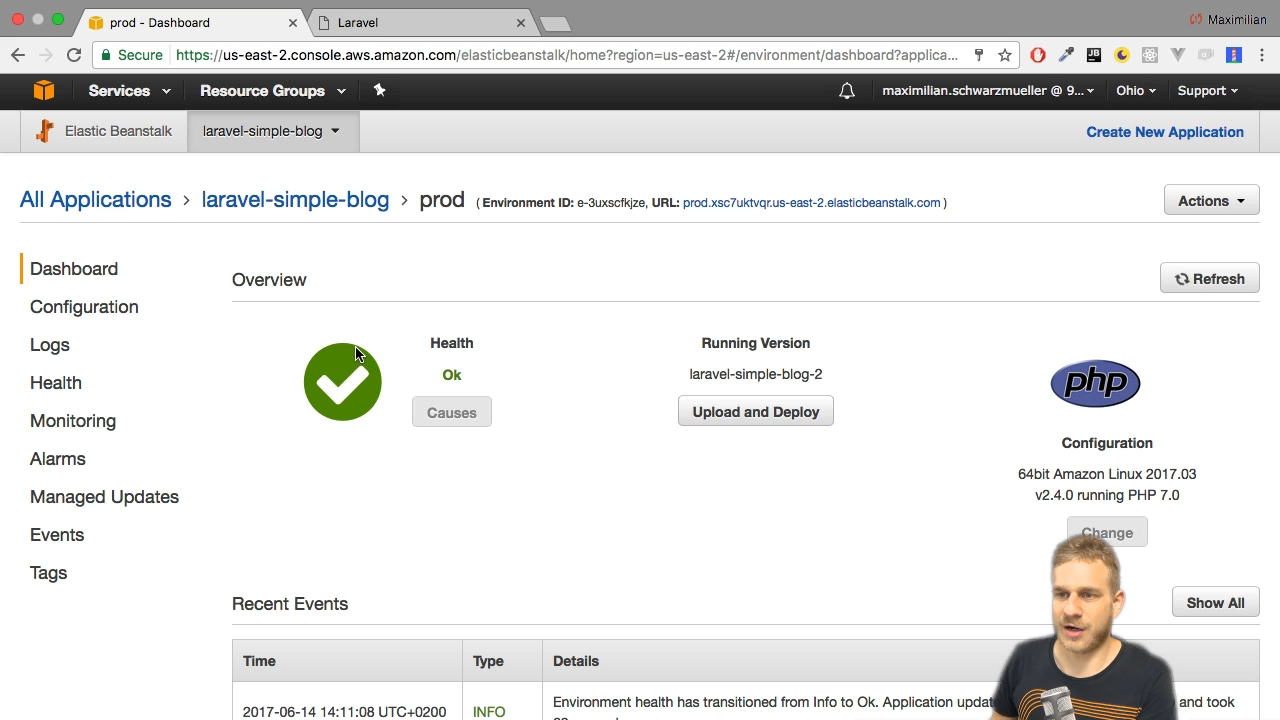 prod - Dashboard
Laravel
Maximilian
Secure
https://us-east-2.console.aws.amazon.com/elasticbeanstalk/home?region=us-east-2#/environment/dashboard?applica...
JB
Services
Resource Groups
maximilian.schwarzmueller @ 9...
Ohio
Support
Elastic Beanstalk
laravel-simple-blog
Create New Application
All Applications > laravel-simple-blog > prod ( Environment ID: e-3uxscfkjze, URL: prod.xsc7uktvqr.us-east-2.elasticbeanstalk.com )
Actions
Dashboard
Configuration
Logs
Health
Monitoring
Alarms
Managed Updates
Events
Tags
Overview
Refresh
Health
Ok
Causes
Running Version
laravel-simple-blog-2
Upload and Deploy
php
Configuration
64bit Amazon Linux 2017.03
v2.4.0 running PHP 7.0
Change
Recent Events
Show All
Time
Type
Details
2017-06-14 14:11:08 UTC+0200
INFO
Environment health has transitioned from Info to Ok. Application updat
and took